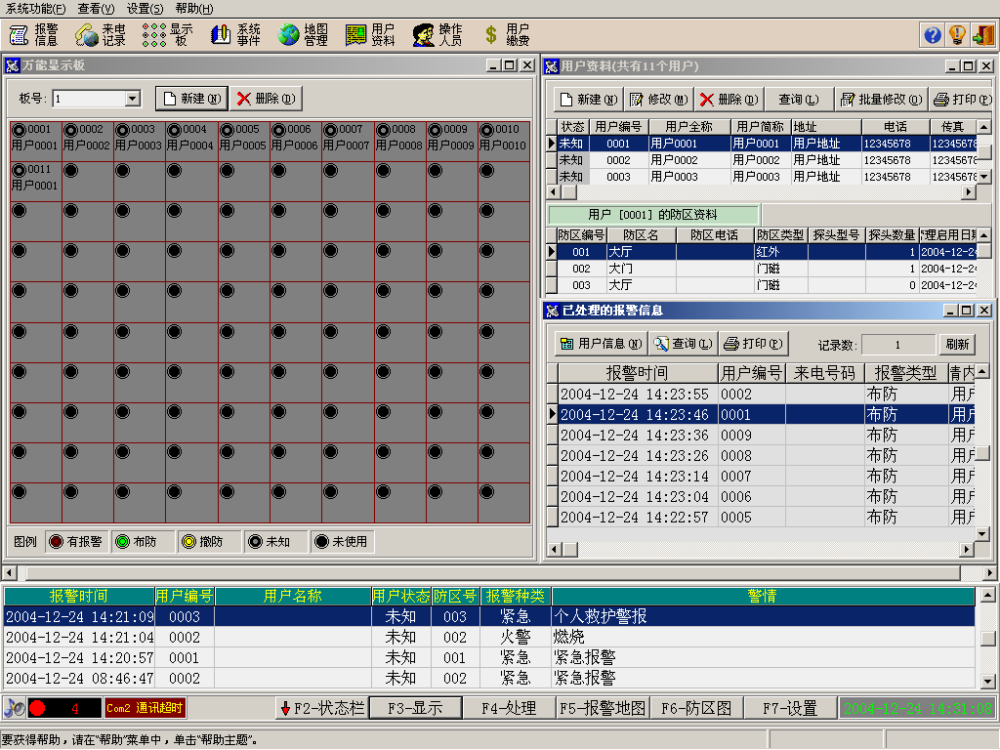 系统功能(F) 查看(V) 设置(S) 帮助(H)
报警信息 来电记录 显示板 系统事件 地图管理 用户资料 操作人员 用户缴费
万能显示板
板号: 1 新建(N) 删除(D)
0001 0002 0003 0004 0005 0006 0007 0008 0009 0010
用户0001 用户0002 用户0003 用户0004 用户0005 用户0006 用户0007 用户0008 用户0009 用户0010
0011
用户0001
图例 有报警 布防 撤防 未知 未使用
用户资料(共有11个用户)
新建(N) 修改(M) 删除(D) 查询(L) 批量修改(O) 打印(P)
状态 用户编号 用户全称 用户简称 地址 电话 传真
未知 0001 用户0001 用户0001 用户地址 12345678 12345678
未知 0002 用户0002 用户0002 用户地址 12345678 12345678
未知 0003 用户0003 用户0003 用户地址 12345678 12345678
用户 [0001] 的防区资料
防区编号 防区名 防区电话 防区类型 探头型号 探头数量 理启用日期
001 大厅 红外 1 2004-12-24
002 大门 门磁 1 2004-12-24
003 大厅 门磁 0 2004-12-24
已处理的报警信息
用户信息(N) 查询(L) 打印(P) 记录数: 1 刷新
报警时间 用户编号 来电号码 报警类型 情内
2004-12-24 14:23:55 0002 布防 用户
2004-12-24 14:23:46 0001 布防 用户
2004-12-24 14:23:36 0009 布防 用户
2004-12-24 14:23:26 0008 布防 用户
2004-12-24 14:23:14 0007 布防 用户
2004-12-24 14:23:04 0006 布防 用户
2004-12-24 14:22:57 0005 布防 用户
报警时间 用户编号 用户名称 用户状态 防区号 报警种类 警情
2004-12-24 14:21:09 0003 未知 003 紧急 个人救护警报
2004-12-24 14:21:04 0002 未知 002 火警 燃烧
2004-12-24 14:20:57 0001 未知 001 紧急 紧急报警
2004-12-24 08:46:47 0002 未知 002 紧急 紧急报警
4 Com2 通讯超时 F2-状态栏 F3-显示 F4-处理 F5-报警地图 F6-防区图 F7-设置 2004-12-24 14:31:08
要获得帮助，请在“帮助”菜单中，单击“帮助主题”。